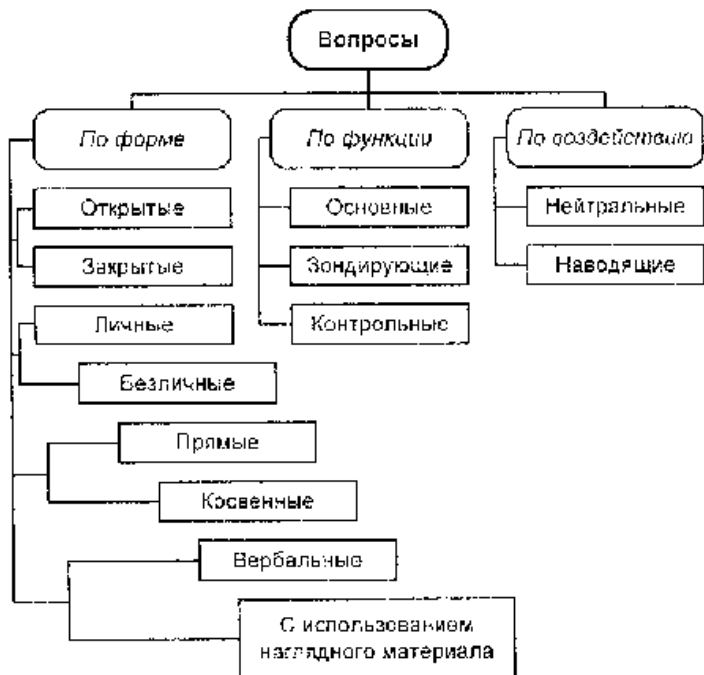 Вопросы
По форме
По функции
По воздействию
Открытые
Основные
Нейтральные
Закрытые
Зондирующие
Наводящие
Личные
Контрольные
Безличные
Прямые
Косвенные
Вербальные
С использованием
наглядного материала